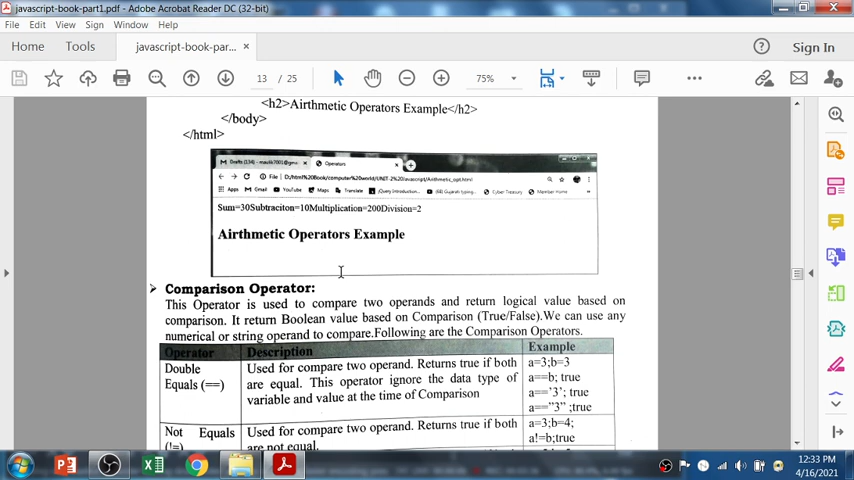 javascript-book-part1.pdf - Adobe Acrobat Reader DC (32-bit)
File Edit View Sign Window Help
Home Tools javascript-book-par... × Sign In
13 / 25 75%
<h2>Airthmetic Operators Example</h2>
</body>
</html>
Operators
File
Apps Gmail YouTube Maps Translate
Sum=30Subtraciton=10Multiplication=200Division=2
Airthmetic Operators Example
Comparison Operator:
This Operator is used to compare two operands and return logical value based on
comparison. It return Boolean value based on Comparison (True/False).We can use any
numerical or string operand to compare.Following are the Comparison Operators.
Operator Description Example
Double Used for compare two operand. Returns true if both a=3;b=3
Equals (==) are equal. This operator ignore the data type of a==b; true
variable and value at the time of Comparison a=='3'; true
a=="3" ;true
Not Equals Used for compare two operand. Returns true if both a=3;b=4;
(!=) are not equal. a!=b;true
12:33 PM
4/16/2021